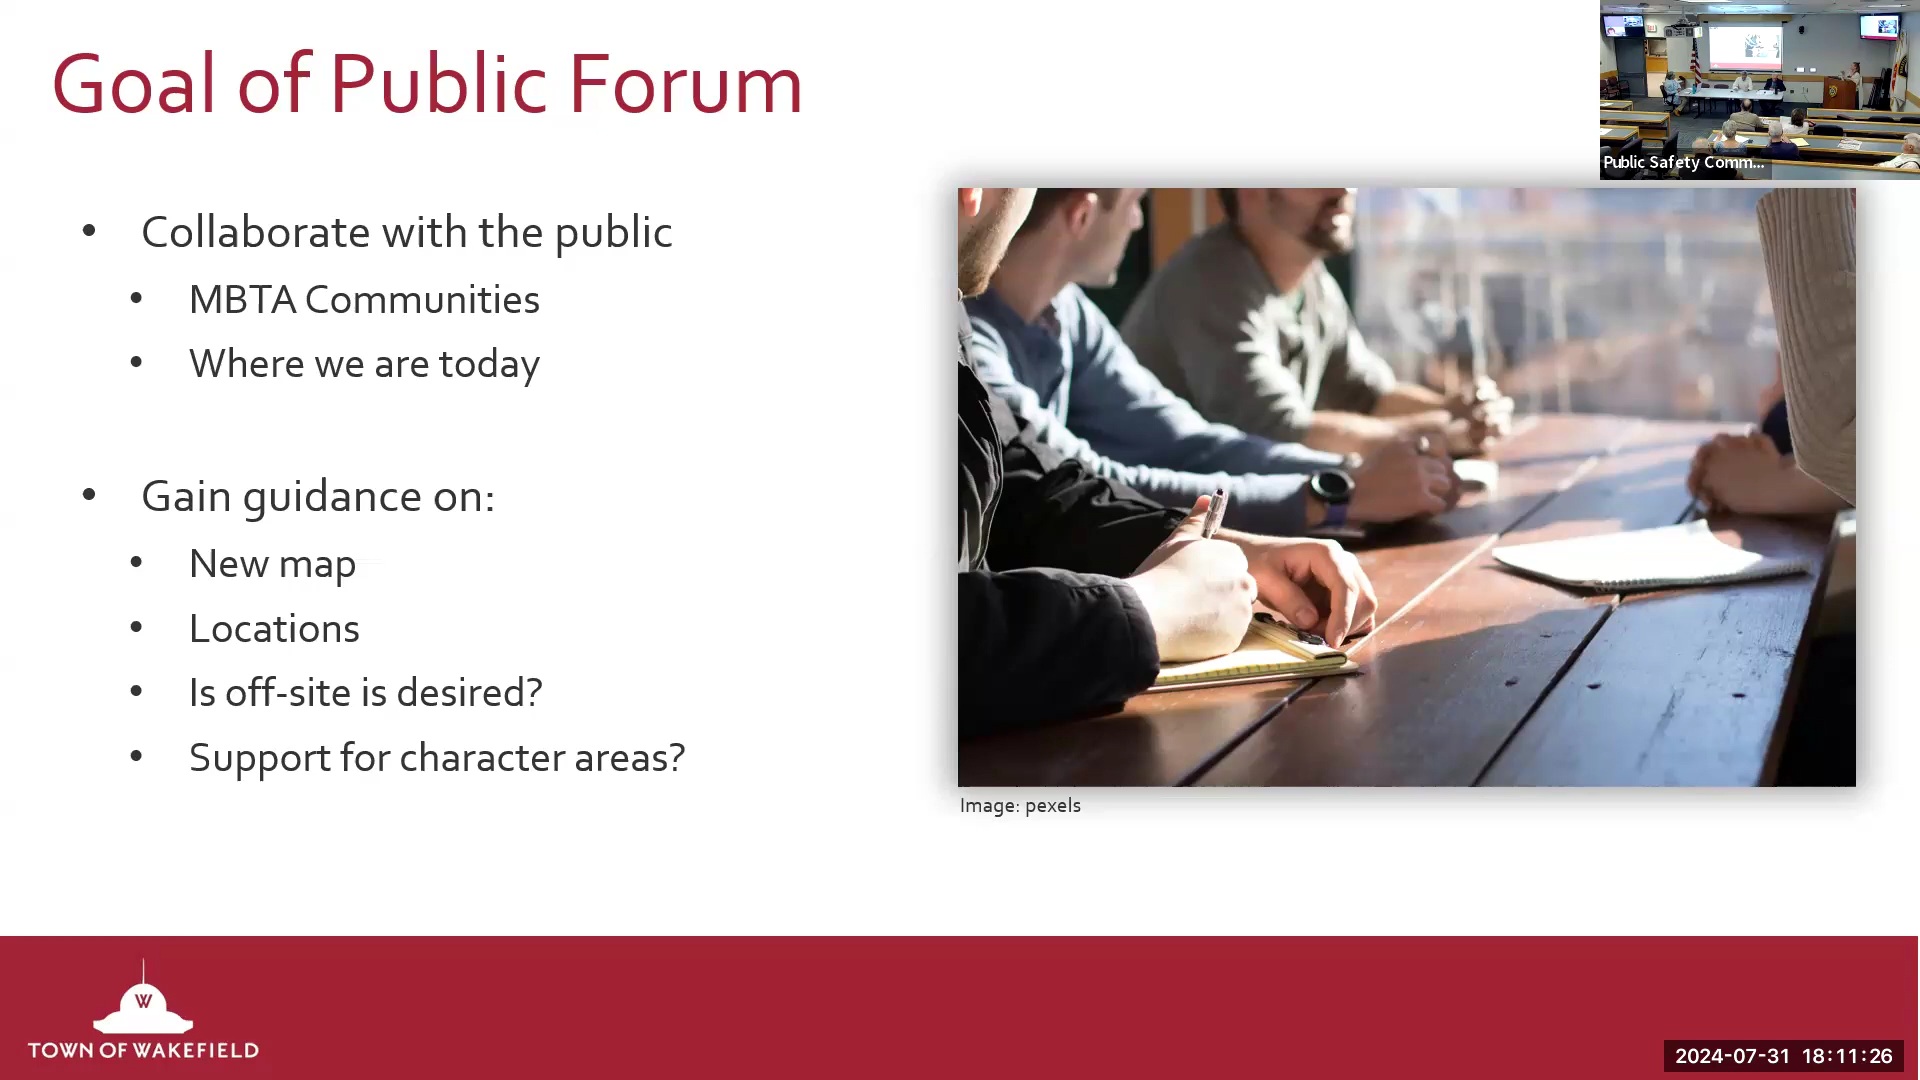 Goal of Public Forum
Public Safety Comm...
Collaborate with the public
MBTA Communities
Where we are today
Gain guidance on:
New map
Locations
Is off-site is desired?
Support for character areas?
Image: pexels
W
TOWN OF WAKEFIELD
2024-07-31 18:11:26